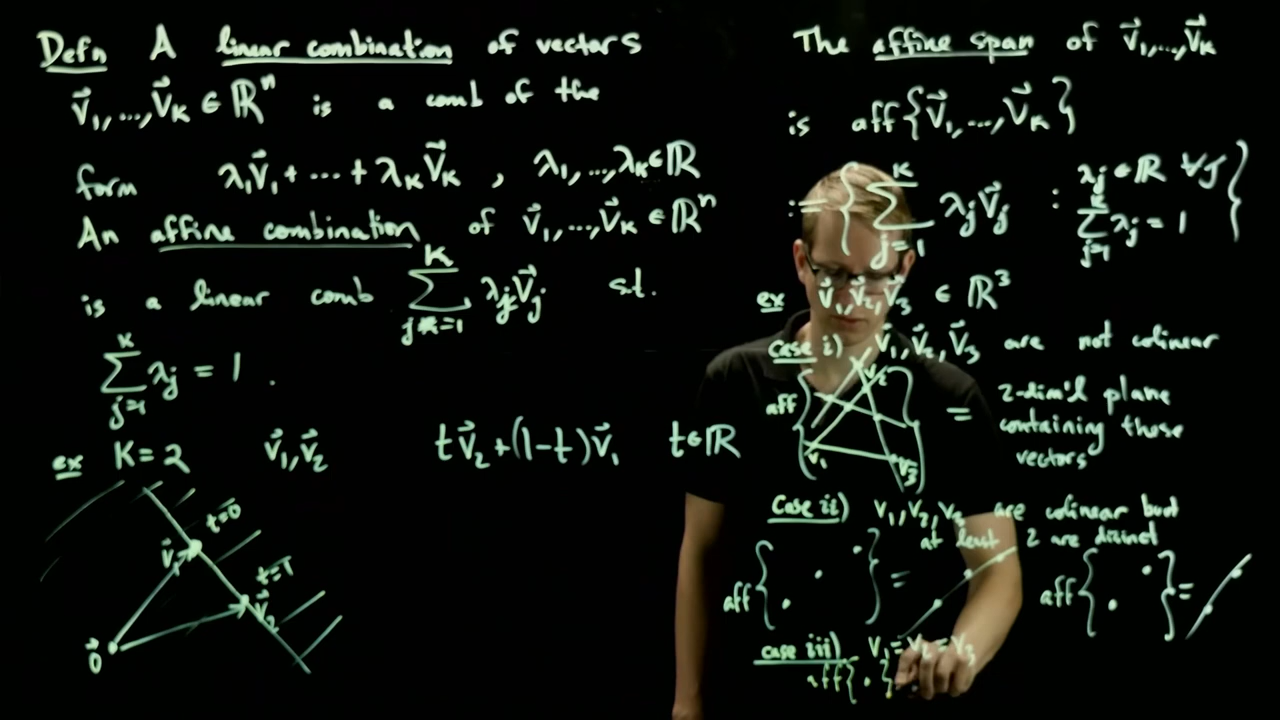 Defn A linear combination of vectors
v⃗₁,...,v⃗ₖ ∈ ℝⁿ is a comb of the
form λ₁v⃗₁ + ... + λₖv⃗ₖ , λ₁,...,λₖ ∈ ℝ
An affine combination of v⃗₁,...,v⃗ₖ ∈ ℝⁿ
is a linear comb ∑ⱼ₌₁ᴷ λⱼv⃗ⱼ s.t.
∑ⱼ₌₁ᴷ λⱼ = 1 .
ex K=2 v⃗₁,v⃗₂ tv⃗₂+(1-t)v⃗₁ t∈ℝ
t=0
v⃗₁
t=1
v⃗₂
0⃗
The affine span of v⃗₁,...,v⃗ₖ
is aff{v⃗₁,...,v⃗ₖ}
:= { ∑ⱼ₌₁ᴷ λⱼv⃗ⱼ : λⱼ∈ℝ ∀j
∑ⱼ₌₁ᴷ λⱼ = 1 }
ex v⃗₁,v⃗₂,v⃗₃ ∈ ℝ³
Case i) v⃗₁,v⃗₂,v⃗₃ are not colinear
aff { v₁ v₂ v₃ } = 2-dim'l plane
containing these
vectors
Case ii) v₁,v₂,v₃ are colinear but
at least 2 are distinct
aff { } = aff { } =
case iii) v₁=v₂=v₃
aff{ . }